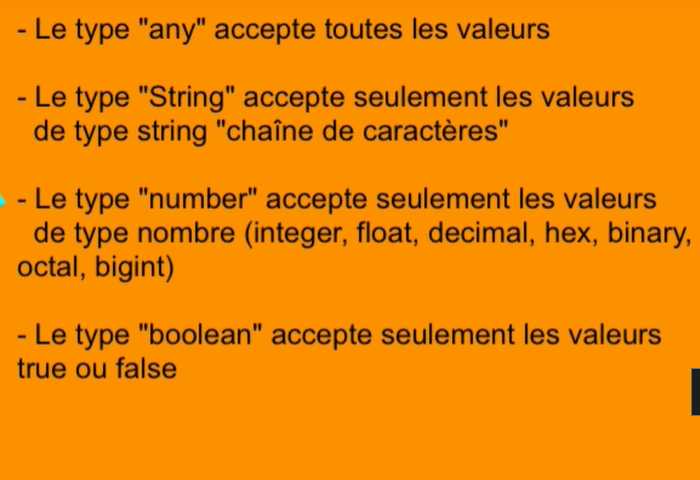 - Le type "any" accepte toutes les valeurs
- Le type "String" accepte seulement les valeurs
de type string "chaîne de caractères"
- Le type "number" accepte seulement les valeurs
de type nombre (integer, float, decimal, hex, binary,
octal, bigint)
- Le type "boolean" accepte seulement les valeurs
true ou false